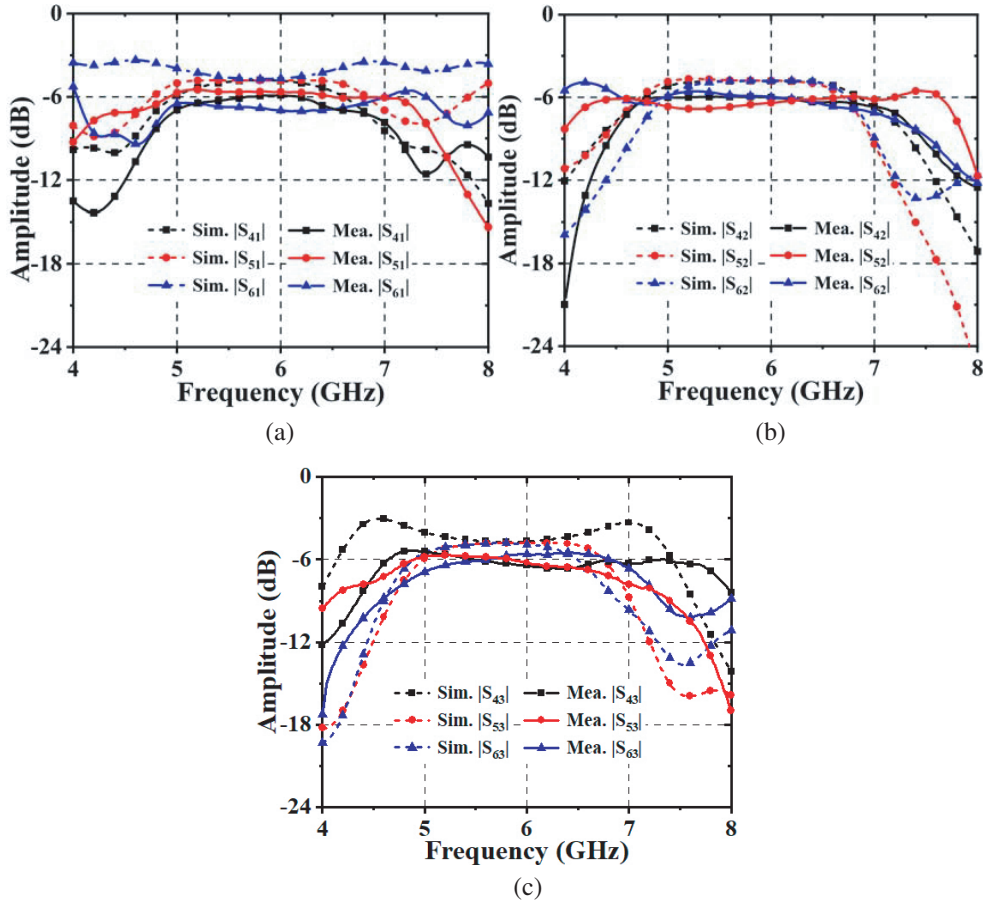 0
-6
-12
-18
-24
Amplitude (dB)
Sim. |S41| Mea. |S41|
Sim. |S51| Mea. |S51|
Sim. |S61| Mea. |S61|
4 5 6 7 8
Frequency (GHz)
(a)
0
-6
-12
-18
-24
Amplitude (dB)
Sim. |S42| Mea. |S42|
Sim. |S52| Mea. |S52|
Sim. |S62| Mea. |S62|
4 5 6 7 8
Frequency (GHz)
(b)
0
-6
-12
-18
-24
Amplitude (dB)
Sim. |S43| Mea. |S43|
Sim. |S53| Mea. |S53|
Sim. |S63| Mea. |S63|
4 5 6 7 8
Frequency (GHz)
(c)